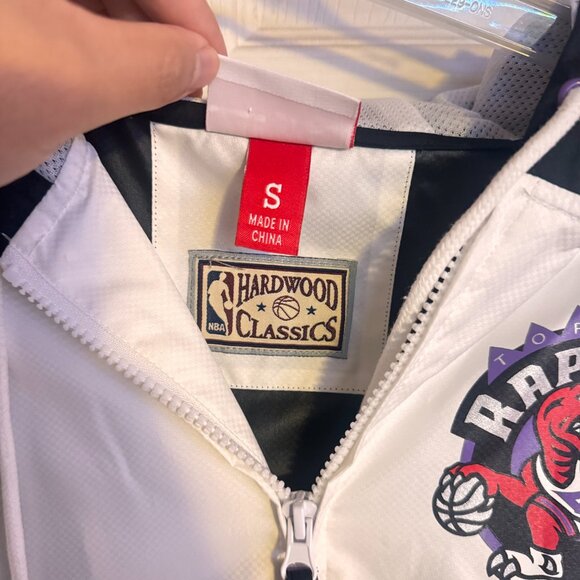 S
MADE IN
CHINA
NBA
HARDWOOD
CLASSICS
TOR
RAP